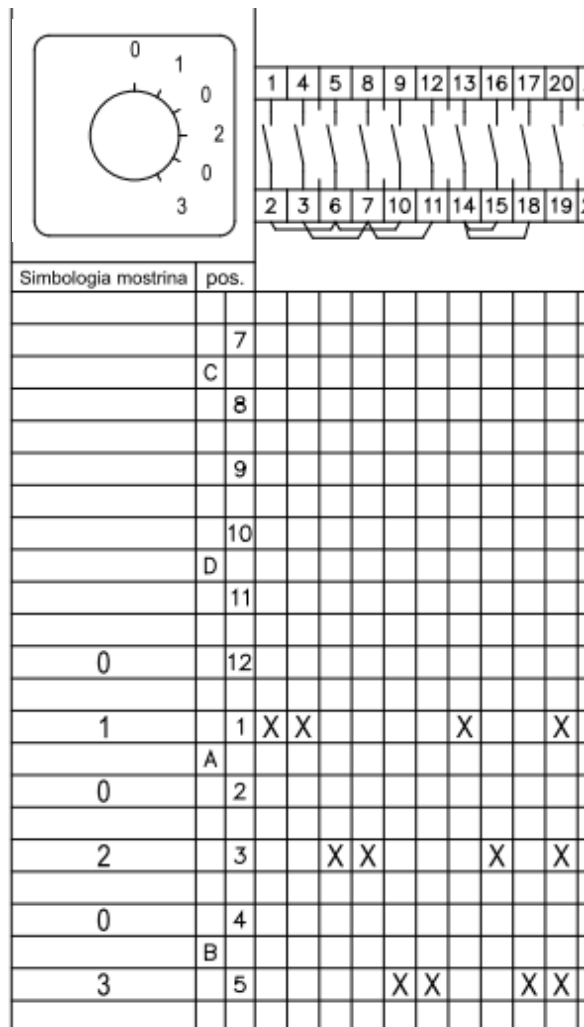 0
1
0
2
0
3
1 4 5 8 9 12 13 16 17 20
2 3 6 7 10 11 14 15 18 19
Simbologia mostrina pos.
7
C
8
9
10
D
11
0 12
1 1 X X X X
A
0 2
2 3 X X X X
0 4
B
3 5 X X X X